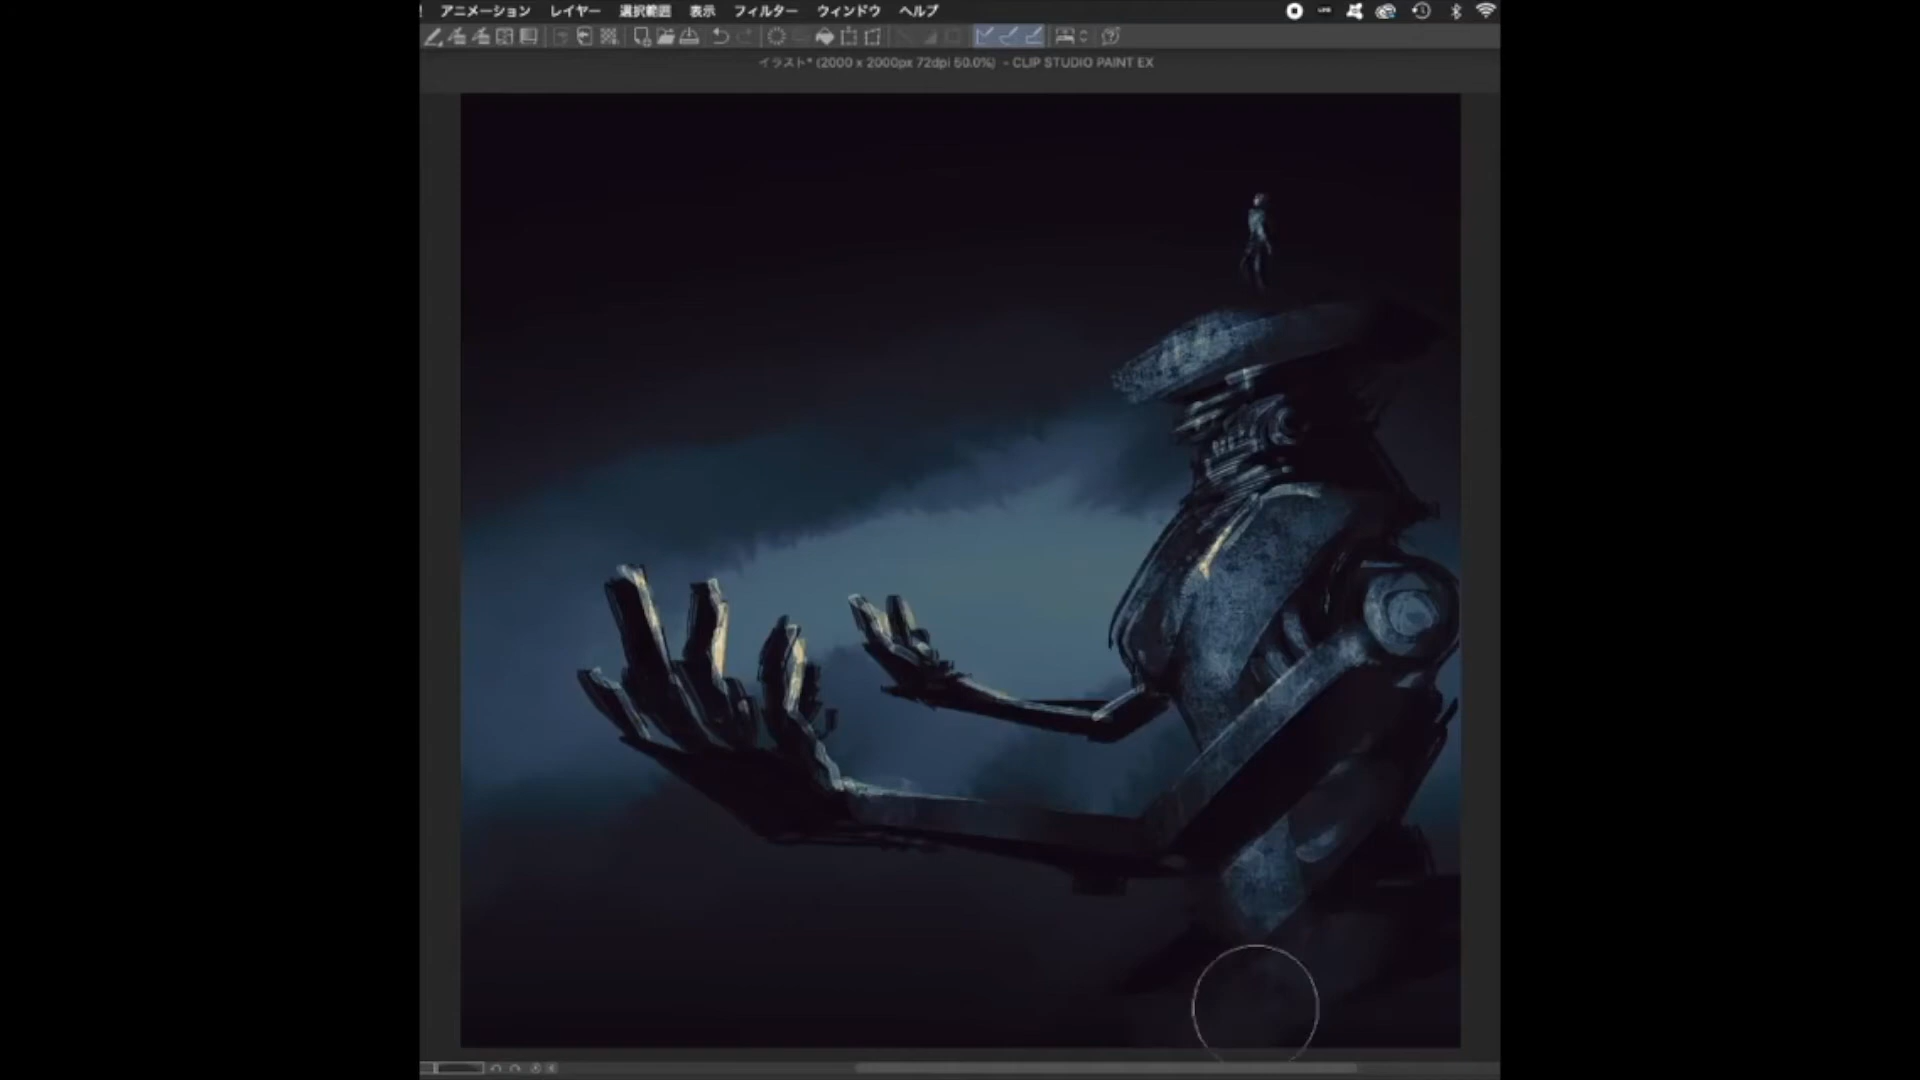 アニメーション レイヤー 選択範囲 表示 フィルター ウィンドウ ヘルプ
イラスト* (2000 x 2000px 72dpi 50.0%) - CLIP STUDIO PAINT EX